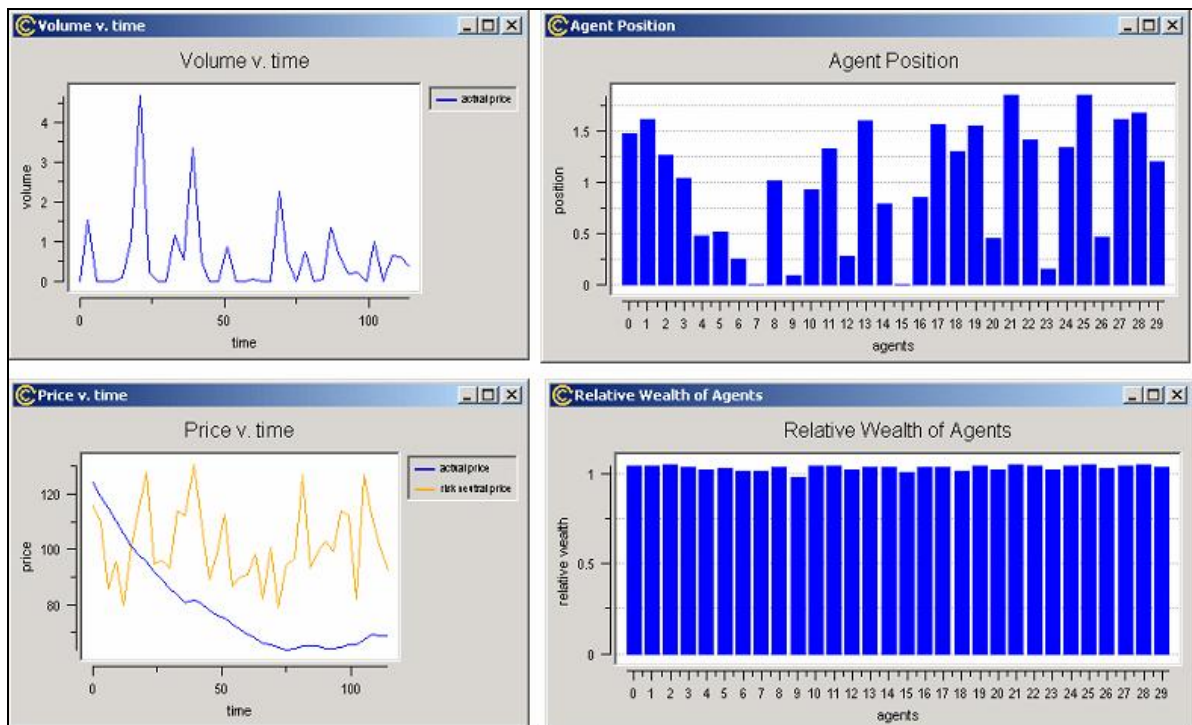 Volume v. time
Volume v. time
actual price
4
3
2
1
0
volume
0 50 100
time
Agent Position
Agent Position
1.5
1
0.5
0
position
0 1 2 3 4 5 6 7 8 9 10 11 12 13 14 15 16 17 18 19 20 21 22 23 24 25 26 27 28 29
agents
Price v. time
Price v. time
actual price
risk neutral price
120
100
80
price
0 50 100
time
Relative Wealth of Agents
Relative Wealth of Agents
1
0.5
0
relative wealth
0 1 2 3 4 5 6 7 8 9 10 11 12 13 14 15 16 17 18 19 20 21 22 23 24 25 26 27 28 29
agents